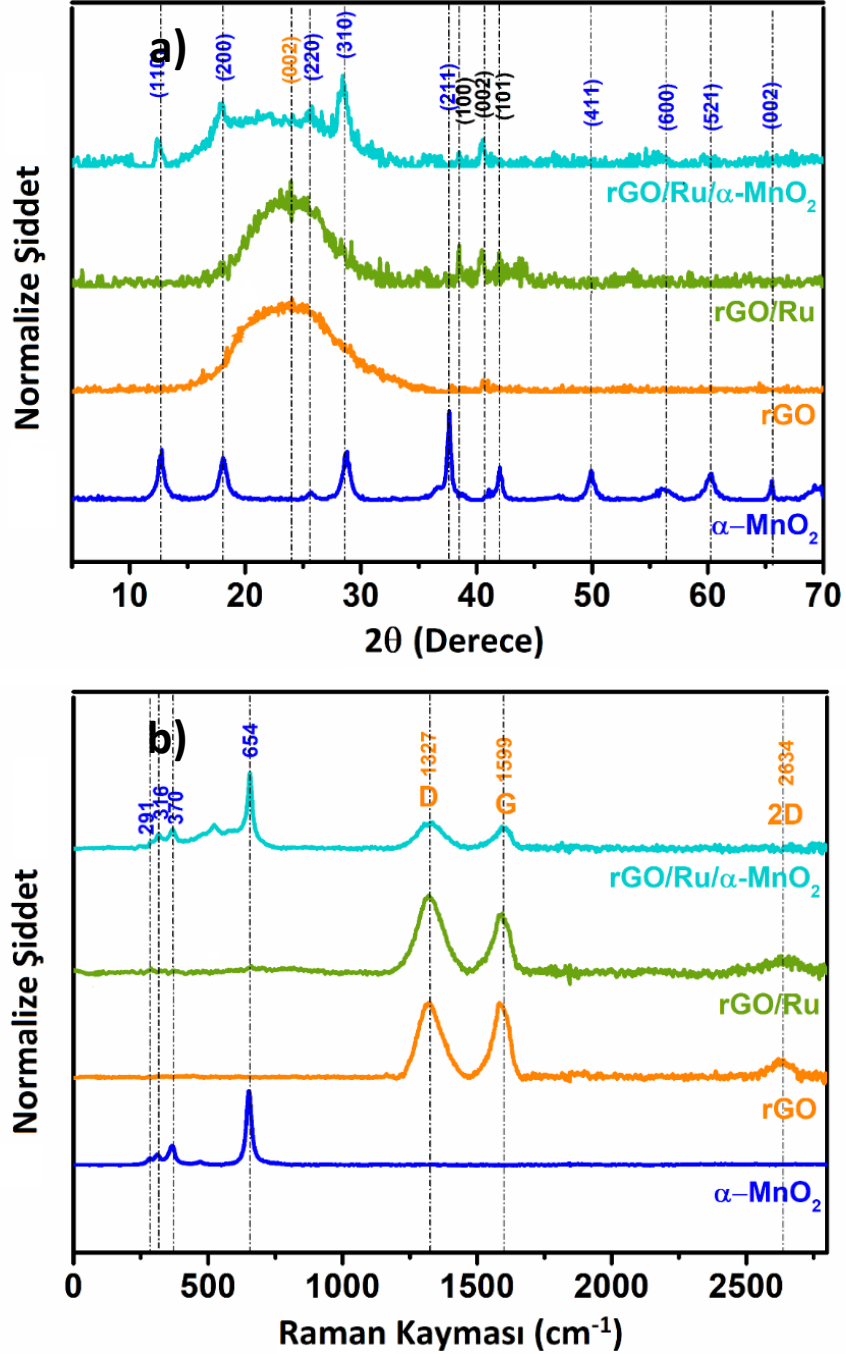 a)
(110)
(200)
(002)
(220)
(310)
(211)
(100)
(002)
(101)
(411)
(600)
(521)
(002)
rGO/Ru/α-MnO₂
rGO/Ru
rGO
α–MnO₂
Normalize Şiddet
10 20 30 40 50 60 70
2θ (Derece)
b)
291
316
370
654
1327
1599
2634
D
G
2D
rGO/Ru/α-MnO₂
rGO/Ru
rGO
α–MnO₂
Normalize Şiddet
0 500 1000 1500 2000 2500
Raman Kayması (cm⁻¹)